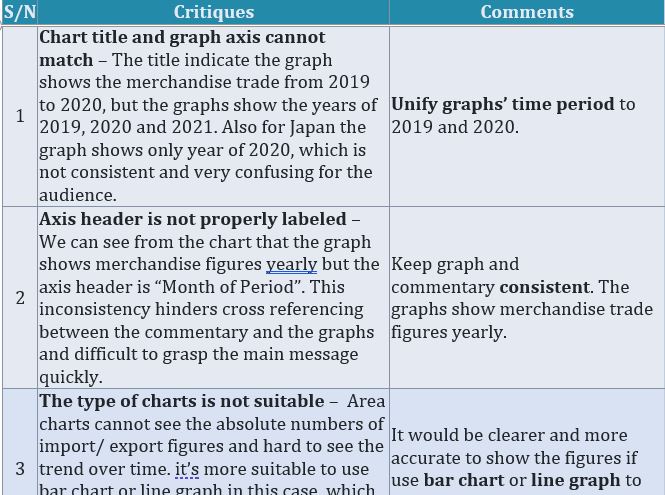 S/N Critiques Comments
Chart title and graph axis cannot
match – The title indicate the graph
shows the merchandise trade from 2019
to 2020, but the graphs show the years of
2019, 2020 and 2021. Also for Japan the
graph shows only year of 2020, which is
not consistent and very confusing for the
audience.
1
Unify graphs’ time period to
2019 and 2020.
Axis header is not properly labeled –
We can see from the chart that the graph
shows merchandise figures yearly but the
axis header is “Month of Period”. This
inconsistency hinders cross referencing
between the commentary and the graphs
and difficult to grasp the main message
quickly.
2
Keep graph and
commentary consistent. The
graphs show merchandise trade
figures yearly.
The type of charts is not suitable – Area
charts cannot see the absolute numbers of
import/ export figures and hard to see the
trend over time. it’s more suitable to use
bar chart or line graph in this case, which
3
It would be clearer and more
accurate to show the figures if
use bar chart or line graph to